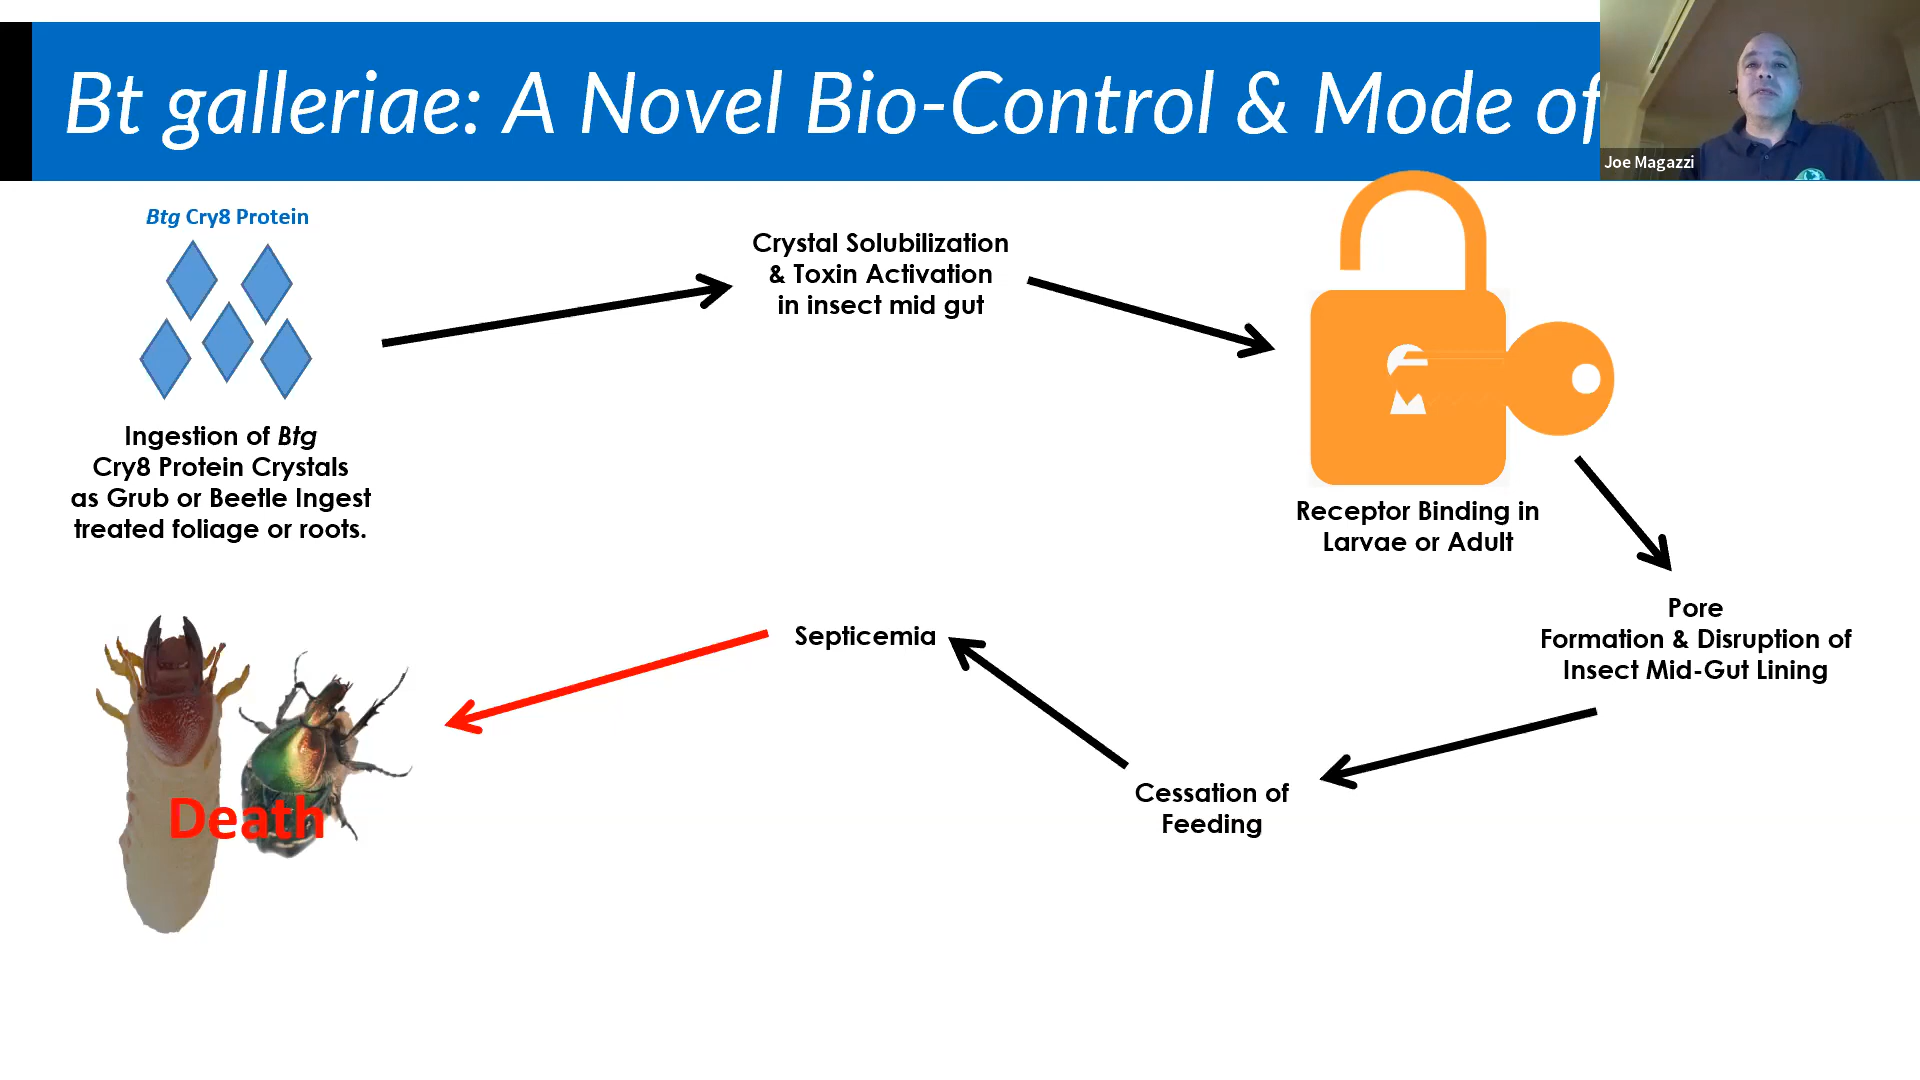 Bt galleriae: A Novel Bio-Control & Mode of
Joe Magazzi
Btg Cry8 Protein
Ingestion of Btg
Cry8 Protein Crystals
as Grub or Beetle Ingest
treated foliage or roots.
Crystal Solubilization
& Toxin Activation
in insect mid gut
Receptor Binding in
Larvae or Adult
Pore
Formation & Disruption of
Insect Mid-Gut Lining
Cessation of
Feeding
Septicemia
Death